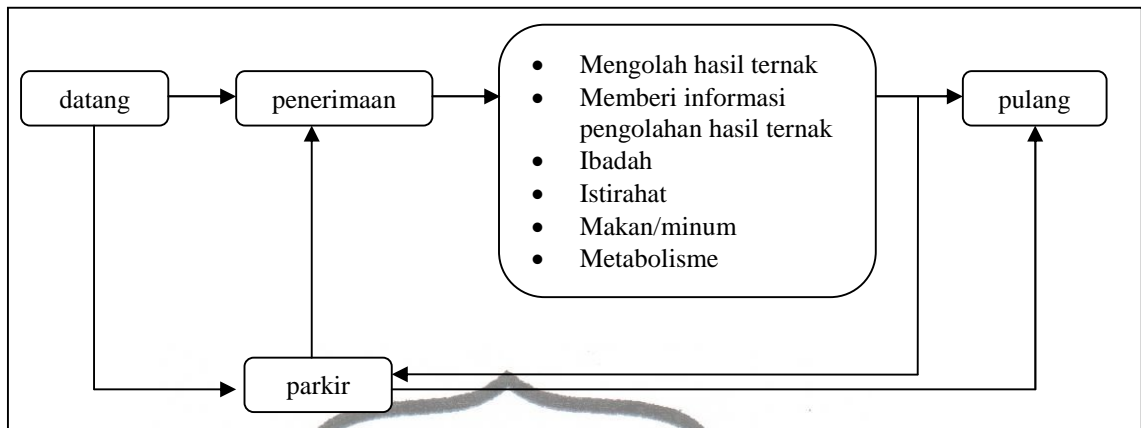 datang
penerimaan
• Mengolah hasil ternak
• Memberi informasi
pengolahan hasil ternak
• Ibadah
• Istirahat
• Makan/minum
• Metabolisme
pulang
parkir